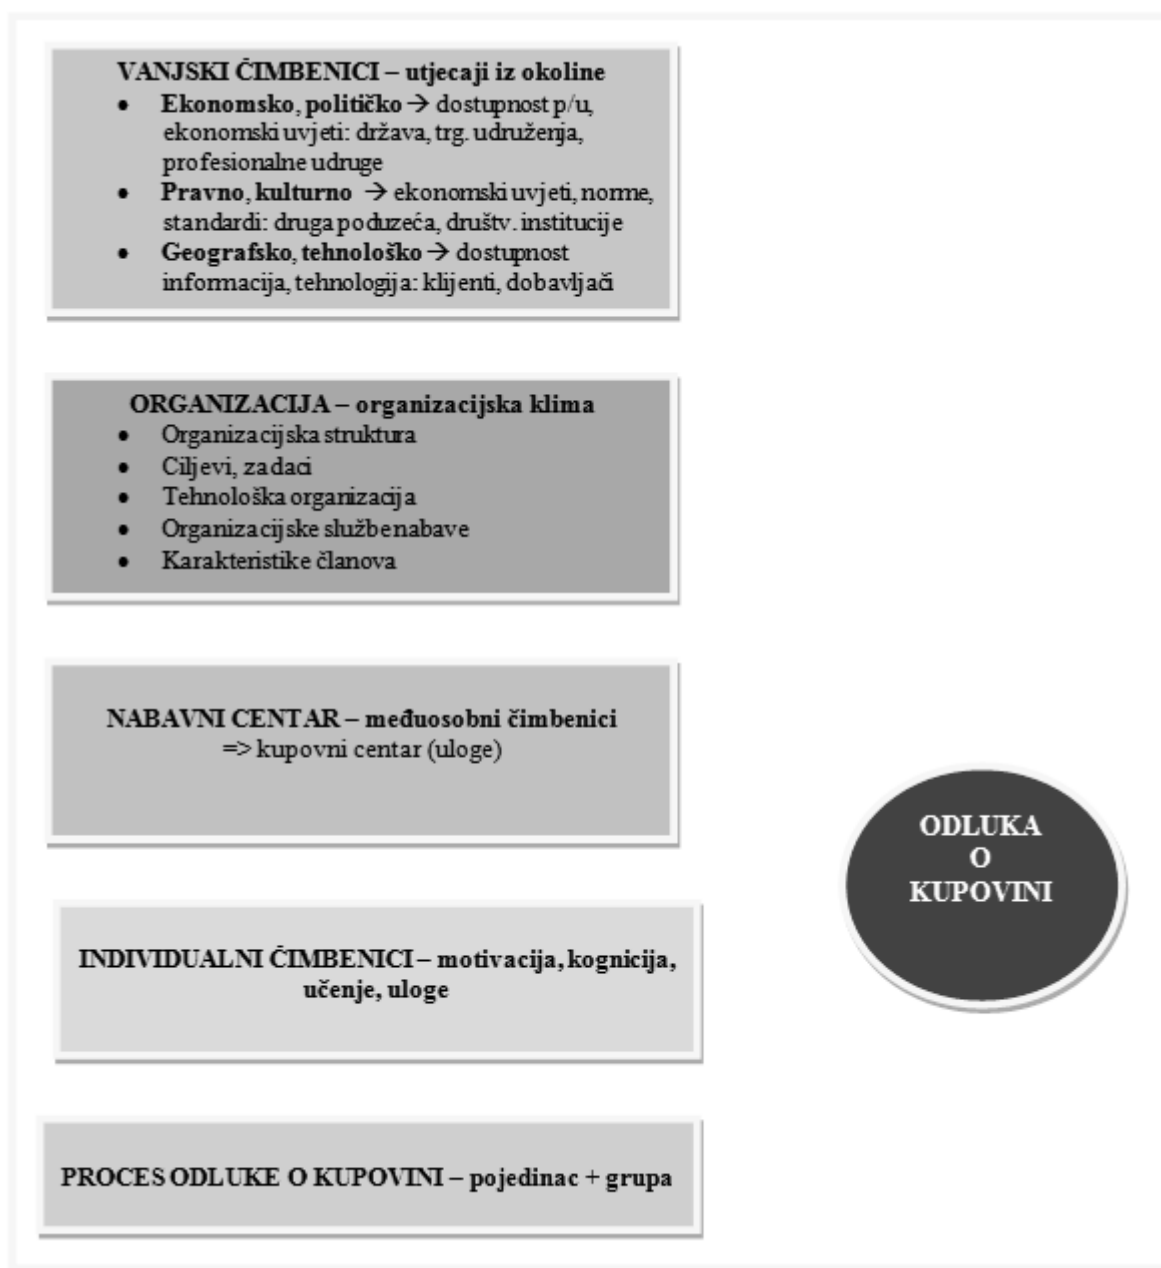 VANJSKI ČIMBENICI – utjecaji iz okoline
• Ekonomsko, političko → dostupnost p/u,
ekonomski uvjeti: država, trg. udruženja,
profesionalne udruge
• Pravno, kulturno → ekonomski uvjeti, norme,
standardi: druga poduzeća, društv. institucije
• Geografsko, tehnološko → dostupnost
informacija, tehnologija: klijenti, dobavljači
ORGANIZACIJA – organizacijska klima
• Organizacijska struktura
• Ciljevi, zadaci
• Tehnološka organizacija
• Organizacijske službe nabave
• Karakteristike članova
NABAVNI CENTAR – međuosobni čimbenici
=> kupovni centar (uloge)
ODLUKA
O
KUPOVINI
INDIVIDUALNI ČIMBENICI – motivacija, kognicija,
učenje, uloge
PROCES ODLUKE O KUPOVINI – pojedinac + grupa